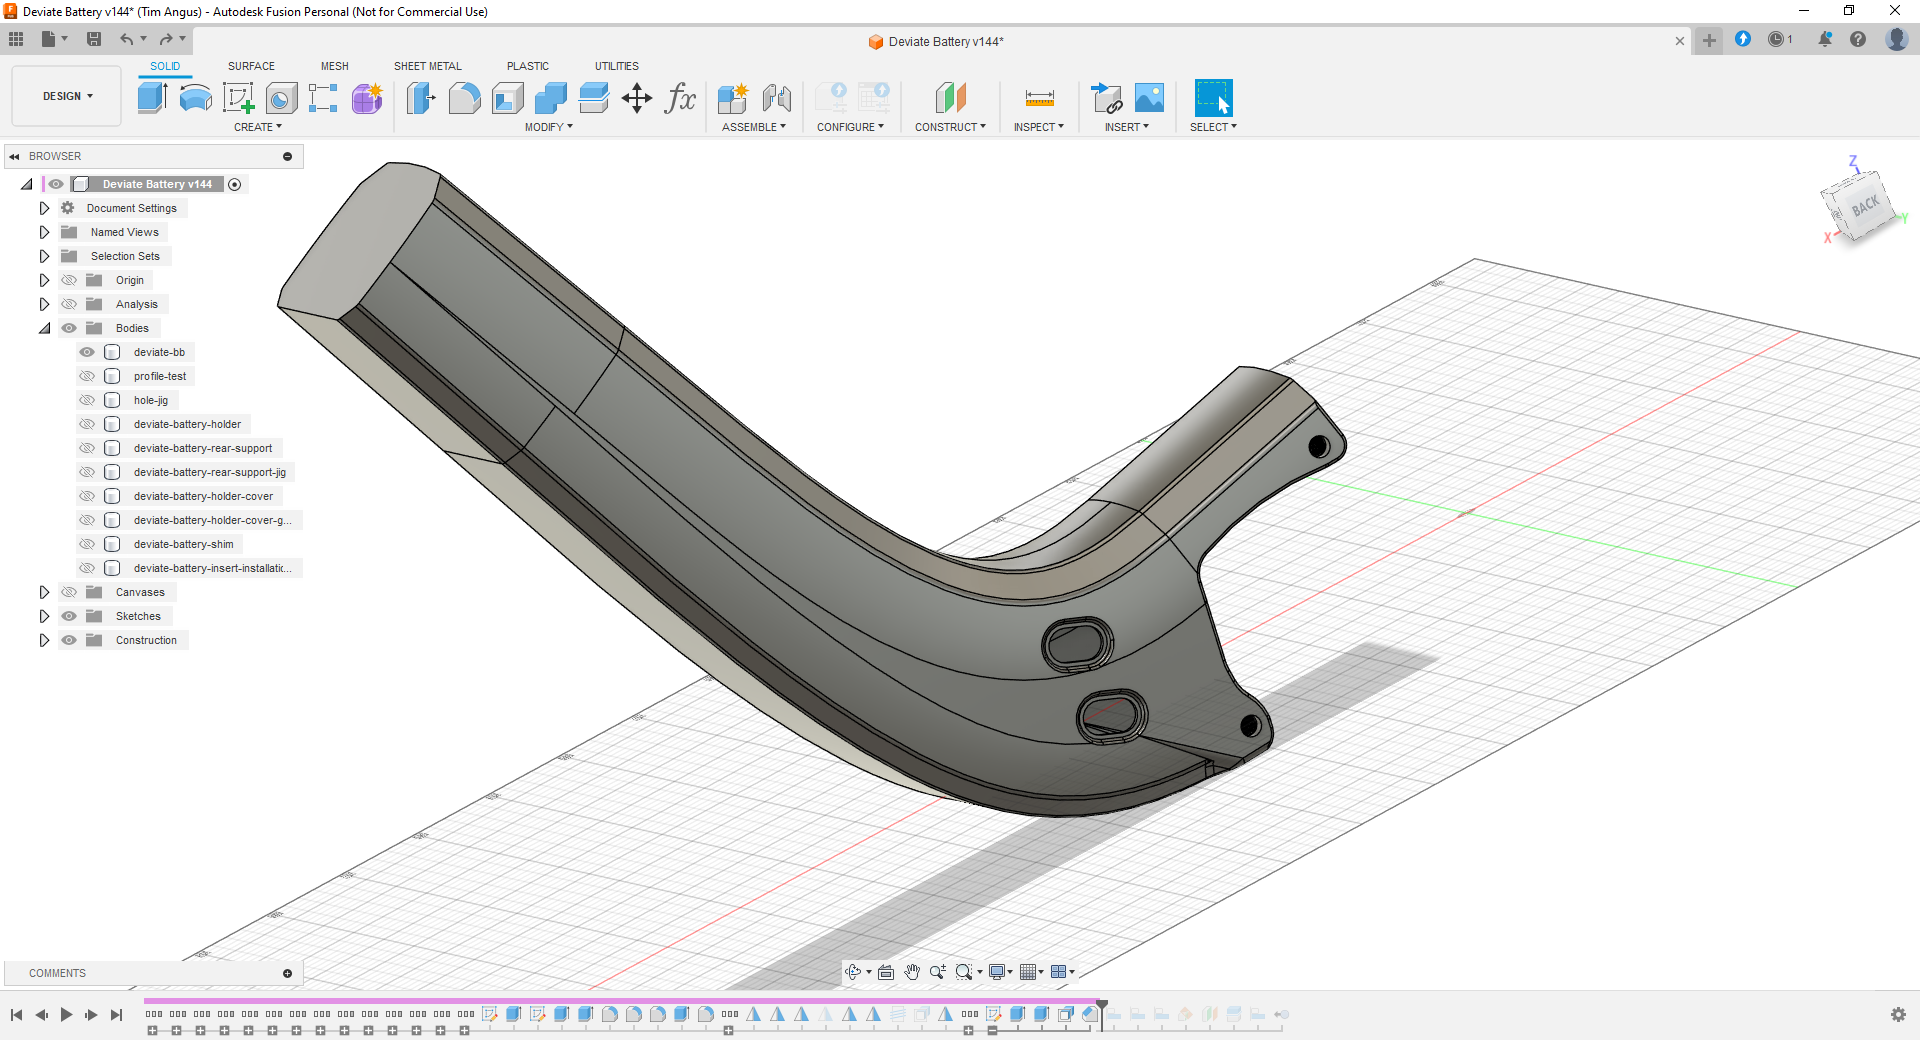 Deviate Battery v144* (Tim Angus) - Autodesk Fusion Personal (Not for Commercial Use)
Deviate Battery v144*
1
SOLID SURFACE MESH SHEET METAL PLASTIC UTILITIES
DESIGN
fx
CREATE MODIFY ASSEMBLE CONFIGURE CONSTRUCT INSPECT INSERT SELECT
BROWSER
Deviate Battery v144
Document Settings
Named Views
Selection Sets
Origin
Analysis
Bodies
deviate-bb
profile-test
hole-jig
deviate-battery-holder
deviate-battery-rear-support
deviate-battery-rear-support-jig
deviate-battery-holder-cover
deviate-battery-holder-cover-g...
deviate-battery-shim
deviate-battery-insert-installatic...
Canvases
Sketches
Construction
Z
BACK
Y
X
COMMENTS